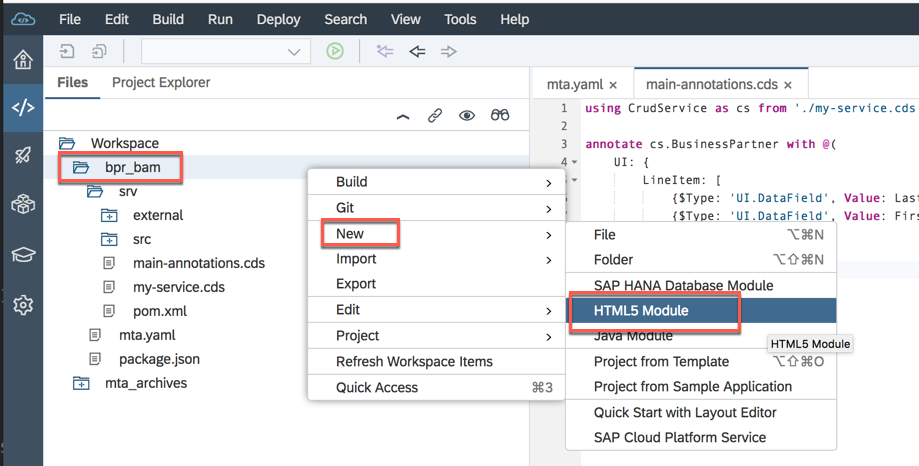 File Edit Build Run Deploy Search View Tools Help
Files Project Explorer
Workspace
bpr_bam
srv
external
src
main-annotations.cds
my-service.cds
pom.xml
mta.yaml
package.json
mta_archives
Build
Git
New
Import
Export
Edit
Project
Refresh Workspace Items
Quick Access ⌘3
File ⌥⌘N
Folder ⌥⇧⌘N
SAP HANA Database Module
HTML5 Module
Java Module
Project from Template ⌥⇧⌘O
Project from Sample Application
Quick Start with Layout Editor
SAP Cloud Platform Service
HTML5 Module
mta.yaml × main-annotations.cds ×
1 using CrudService as cs from './my-service.cds
2
3 annotate cs.BusinessPartner with @(
4 UI: {
LineItem: [
{$Type: 'UI.DataField', Value: Las
{$Type: 'UI.DataField', Value: Firs